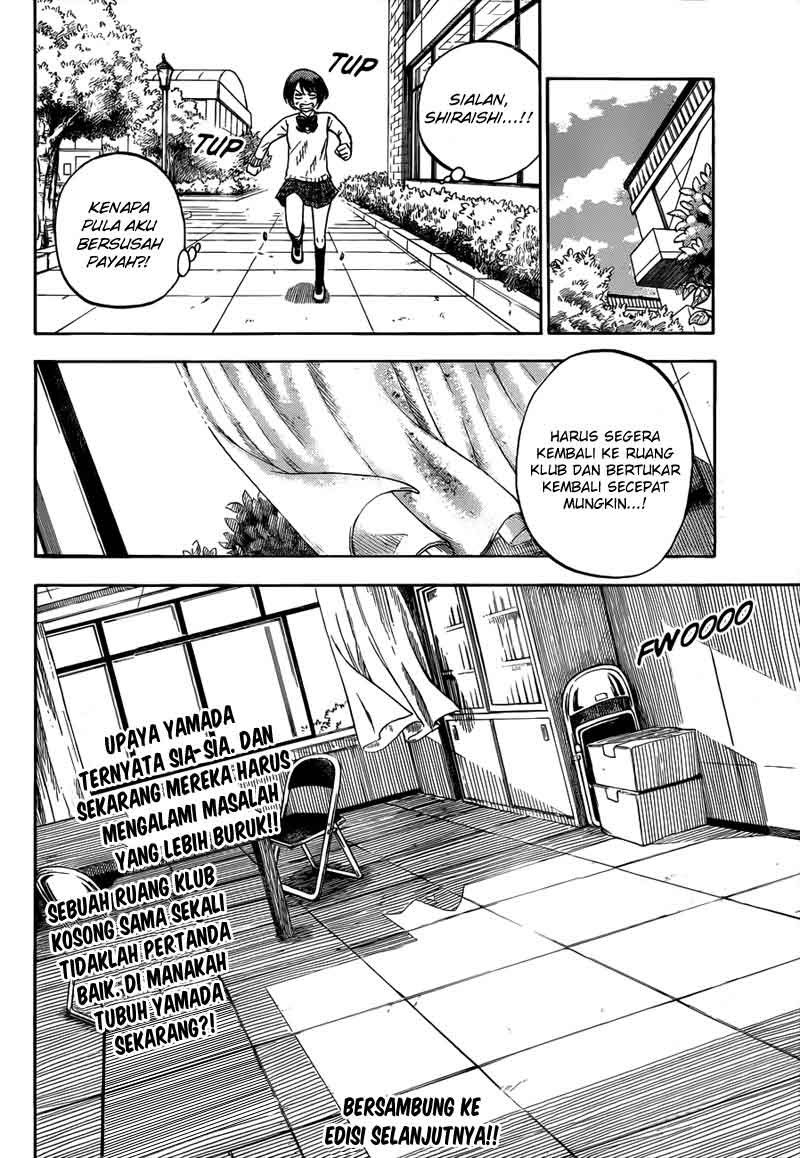 SIALAN,
SHIRAISHI...!!
TUP
TUP
KENAPA
PULA AKU
BERSUSAH
PAYAH?!
HARUS SEGERA
KEMBALI KE RUANG
KLUB DAN BERTUKAR
KEMBALI SECEPAT
MUNGKIN...!
FWOOOO
UPAYA YAMADA
TERNYATA SIA-SIA. DAN
SEKARANG MEREKA HARUS
MENGALAMI MASALAH
YANG LEBIH BURUK!!
SEBUAH RUANG KLUB
KOSONG SAMA SEKALI
TIDAKLAH PERTANDA
BAIK. DI MANAKAH
TUBUH YAMADA
SEKARANG?!
BERSAMBUNG KE
EDISI SELANJUTNYA!!